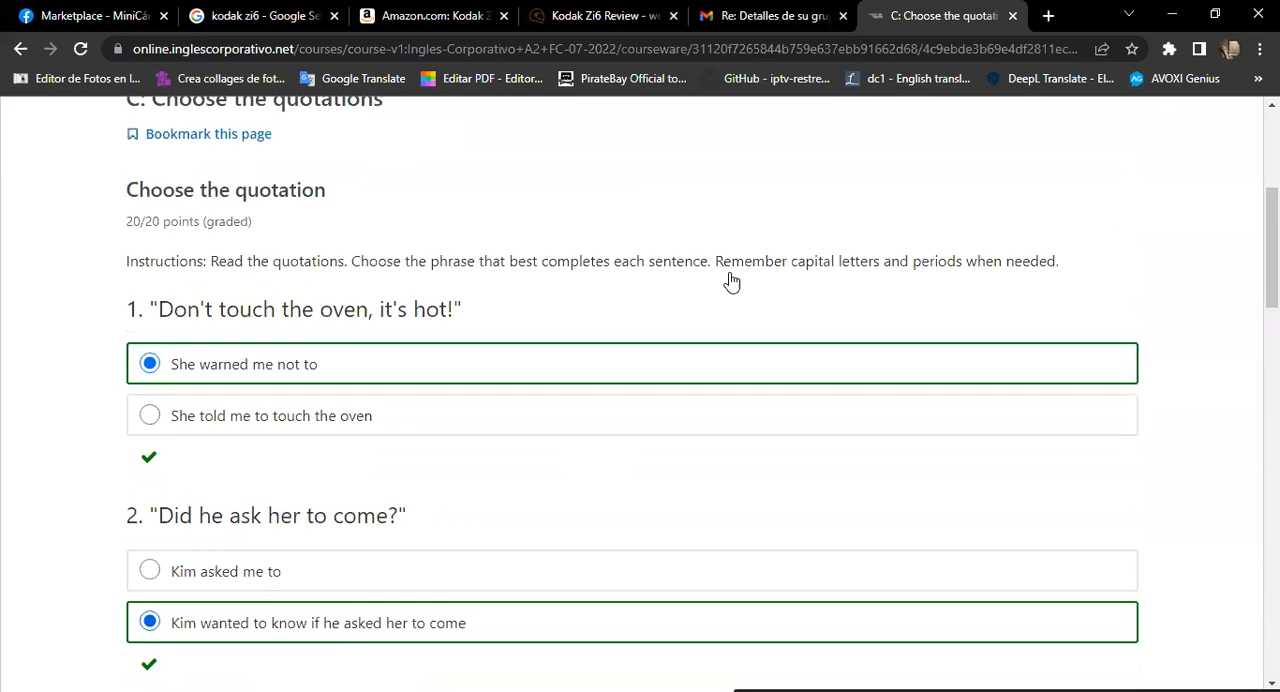 Marketplace - MiniCá
kodak zi6 - Google Se
Amazon.com: Kodak Z
Kodak Zi6 Review - we
Re: Detalles de su gru
C: Choose the quotati
online.inglescorporativo.net/courses/course-v1:Ingles-Corporativo+A2+FC-07-2022/courseware/31120f7265844b759e637ebb91662d68/4c9ebde3b69e4df2811ec...
Editor de Fotos en l...
Crea collages de fot...
Google Translate
Editar PDF - Editor...
PirateBay Official to...
GitHub - iptv-restre...
dc1 - English transl...
DeepL Translate - El...
AVOXI Genius
»
C: Choose the quotations
Bookmark this page
Choose the quotation
20/20 points (graded)
Instructions: Read the quotations. Choose the phrase that best completes each sentence. Remember capital letters and periods when needed.
1. "Don't touch the oven, it's hot!"
She warned me not to
She told me to touch the oven
2. "Did he ask her to come?"
Kim asked me to
Kim wanted to know if he asked her to come